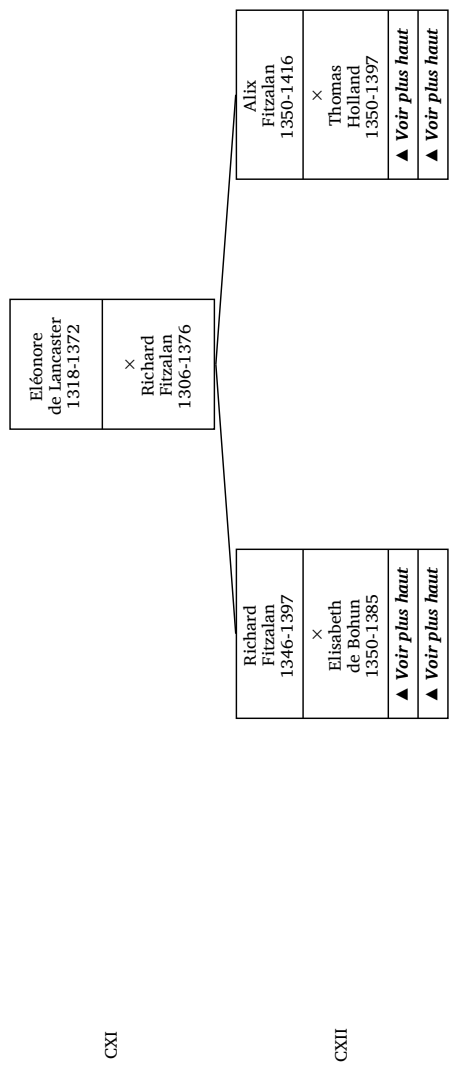 CXI
Eléonore
de Lancaster
1318-1372
×
Richard
Fitzalan
1306-1376
CXII
Richard
Fitzalan
1346-1397
×
Elisabeth
de Bohun
1350-1385
▲ Voir plus haut
▲ Voir plus haut
Alix
Fitzalan
1350-1416
×
Thomas
Holland
1350-1397
▲ Voir plus haut
▲ Voir plus haut